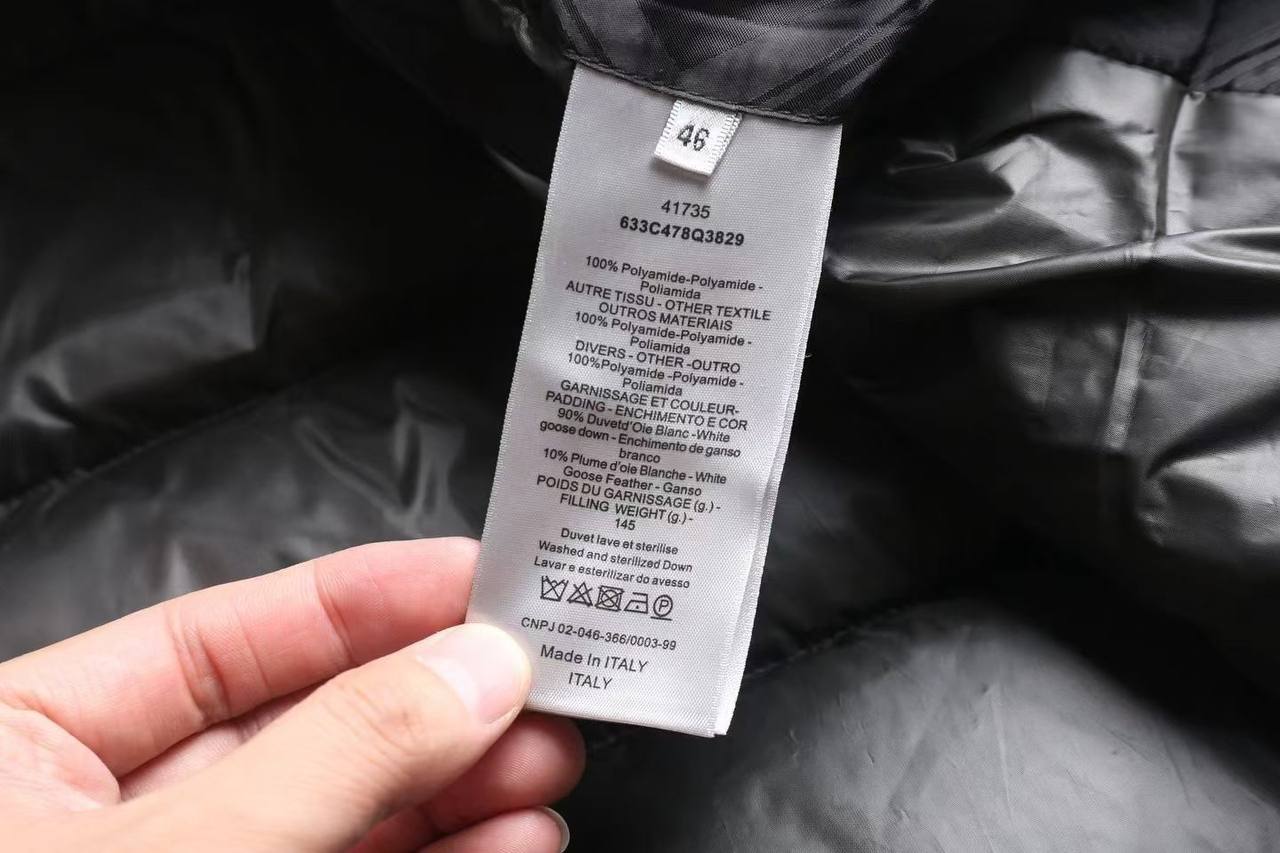 46
41735
633C478Q3829
100% Polyamide-Polyamide -
Poliamida
AUTRE TISSU - OTHER TEXTILE
OUTROS MATERIAIS
100% Polyamide-Polyamide -
Poliamida
DIVERS - OTHER -OUTRO
100%Polyamide -Polyamide -
Poliamida
GARNISSAGE ET COULEUR-
PADDING - ENCHIMENTO E COR
90% Duvetd'Oie Blanc -White
goose down - Enchimento de ganso
branco
10% Plume d'oie Blanche - White
Goose Feather - Ganso
POIDS DU GARNISSAGE (g.) -
FILLING WEIGHT (g.) -
145
Duvet lave et sterilise
Washed and sterilized Down
Lavar e esterilizar do avesso
P
CNPJ 02-046-366/0003-99
Made In ITALY
ITALY